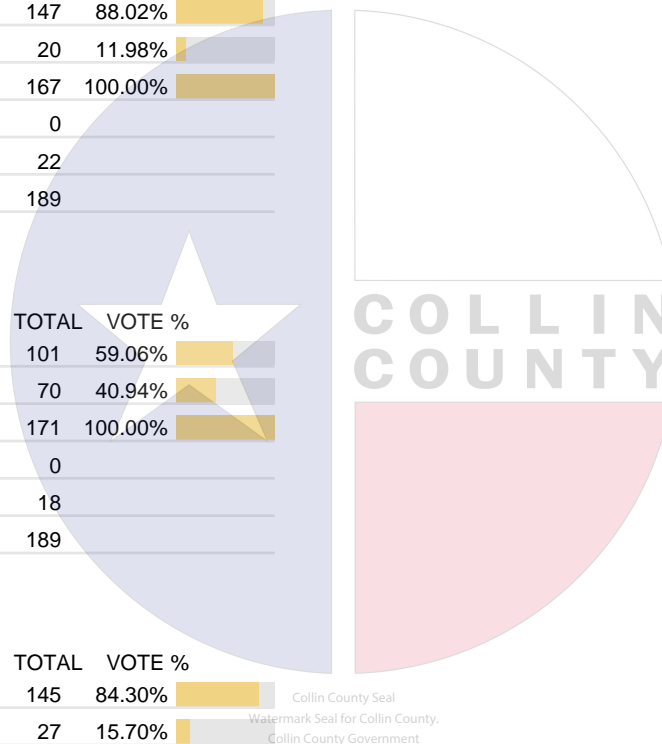 147 88.02%
20 11.98%
167 100.00%
0
22
189
TOTAL VOTE %
101 59.06%
70 40.94%
171 100.00%
0
18
189
TOTAL VOTE %
145 84.30%
27 15.70%
COLLIN
COUNTY
Collin County Seal
Watermark Seal for Collin County.
Collin County Government